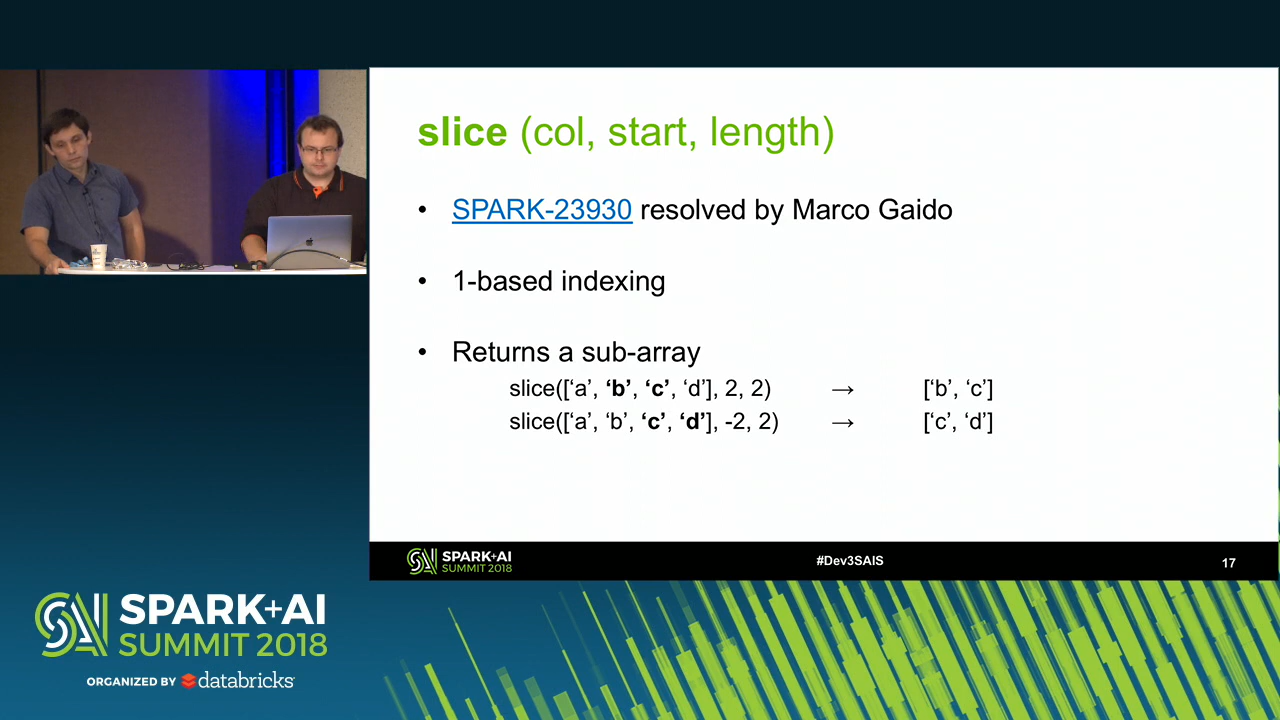 slice (col, start, length)
• SPARK-23930 resolved by Marco Gaido
• 1-based indexing
• Returns a sub-array
slice([‘a’, ‘b’, ‘c’, ‘d’], 2, 2) → [‘b’, ‘c’]
slice([‘a’, ‘b’, ‘c’, ‘d’], -2, 2) → [‘c’, ‘d’]
SPARK+AI
SUMMIT 2018
#Dev3SAIS
17
SPARK+AI
SUMMIT 2018
ORGANIZED BY databricks